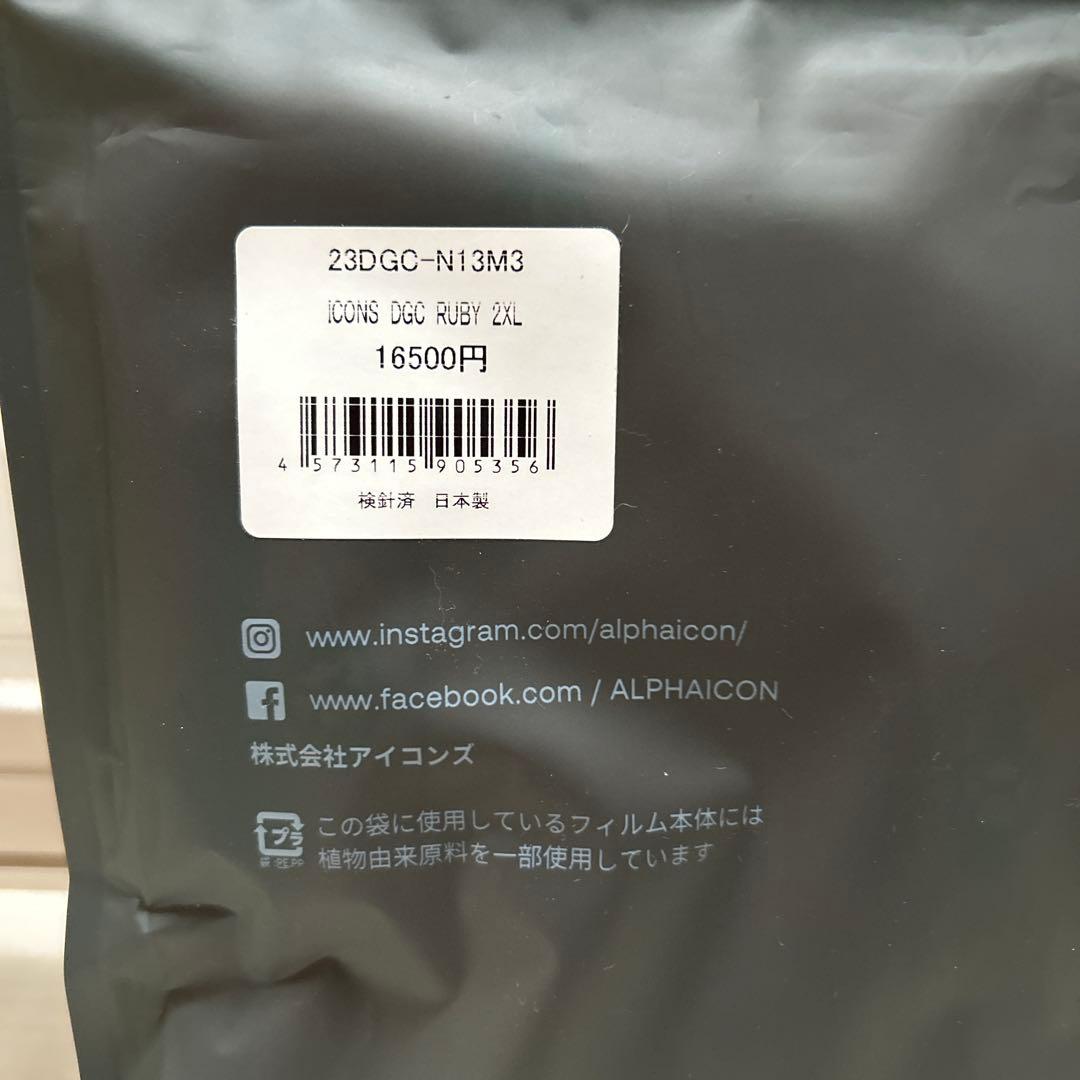 23DGC-N13M3
ICONS DGC RUBY 2XL
16500円
4 573115 905356
検針済 日本製
www.instagram.com/alphaicon/
www.facebook.com / ALPHAICON
株式会社アイコンズ
プラ
この袋に使用しているフィルム本体には
植物由来原料を一部使用しています